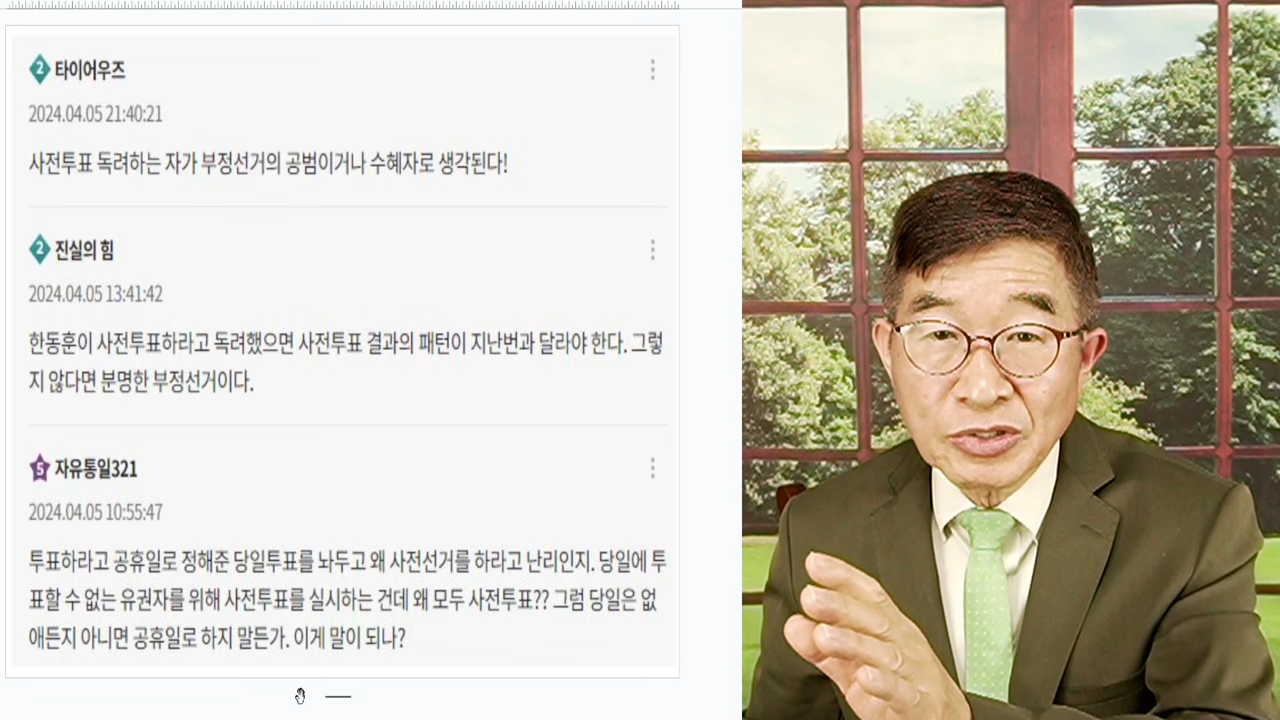 2 타이어우즈
2024.04.05 21:40:21
사전투표 독려하는 자가 부정선거의 공범이거나 수혜자로 생각된다!
2 진실의 힘
2024.04.05 13:41:42
한동훈이 사전투표하라고 독려했으면 사전투표 결과의 패턴이 지난번과 달라야 한다. 그렇
지 않다면 분명한 부정선거이다.
5 자유통일321
2024.04.05 10:55:47
투표하라고 공휴일로 정해준 당일투표를 놔두고 왜 사전선거를 하라고 난리인지. 당일에 투
표할 수 없는 유권자를 위해 사전투표를 실시하는 건데 왜 모두 사전투표?? 그럼 당일은 없
애든지 아니면 공휴일로 하지 말든가. 이게 말이 되나?